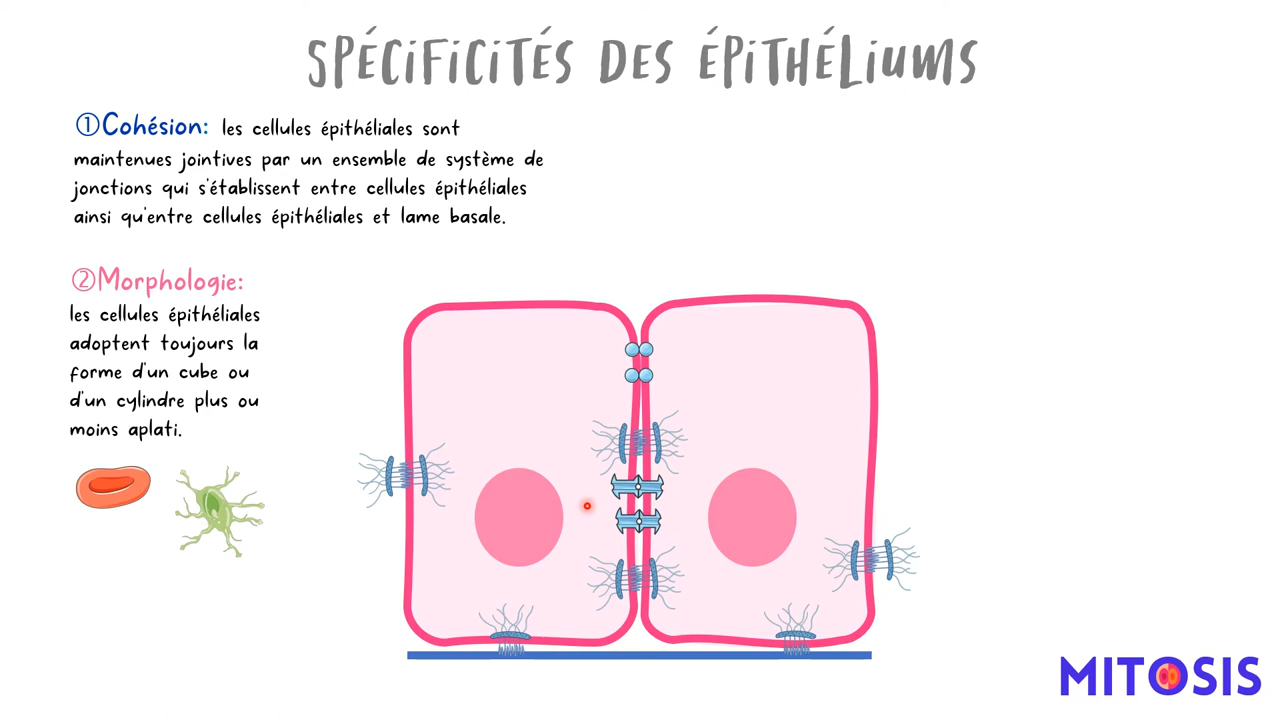 SPÉCIFICITÉS DES ÉPITHÉLIUMS
①Cohésion: les cellules épithéliales sont
maintenues jointives par un ensemble de système de
jonctions qui s'établissent entre cellules épithéliales
ainsi qu'entre cellules épithéliales et lame basale.
②Morphologie:
les cellules épithéliales
adoptent toujours la
forme d'un cube ou
d'un cylindre plus ou
moins aplati.
MITOSIS